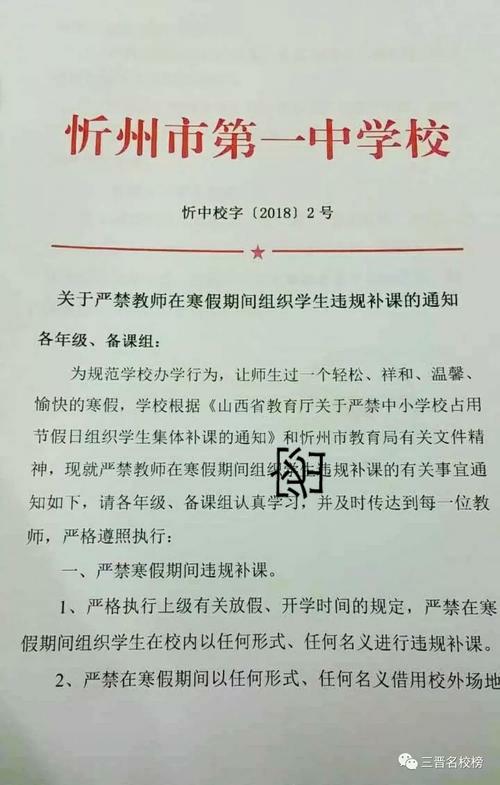 忻州市第一中学校
忻中校字〔2018〕2号
关于严禁教师在寒假期间组织学生违规补课的通知
各年级、备课组：
为规范学校办学行为，让师生过一个轻松、祥和、温馨、
愉快的寒假，学校根据《山西省教育厅关于严禁中小学校占用
节假日组织学生集体补课的通知》和忻州市教育局有关文件精
神，现就严禁教师在寒假期间组织学生违规补课的有关事宜通
知如下，请各年级、备课组认真学习，并及时传达到每一位教
师，严格遵照执行：
一、严禁寒假期间违规补课。
1、严格执行上级有关放假、开学时间的规定，严禁在寒
假期间组织学生在校内以任何形式、任何名义进行违规补课。
2、严禁在寒假期间以任何形式、任何名义借用校外场地
三晋名校榜